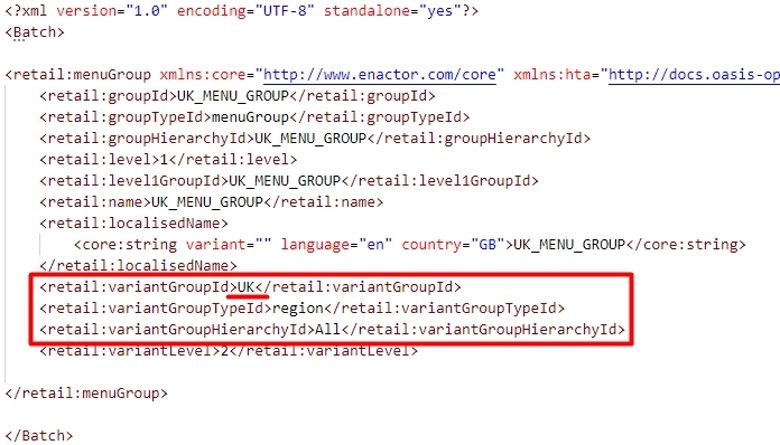 <?xml version="1.0" encoding="UTF-8" standalone="yes"?>
<Batch>
<retail:menuGroup xmlns:core="http://www.enactor.com/core" xmlns:hta="http://docs.oasis-op
<retail:groupId>UK_MENU_GROUP</retail:groupId>
<retail:groupTypeId>menuGroup</retail:groupTypeId>
<retail:groupHierarchyId>UK_MENU_GROUP</retail:groupHierarchyId>
<retail:level>1</retail:level>
<retail:level1GroupId>UK_MENU_GROUP</retail:level1GroupId>
<retail:name>UK_MENU_GROUP</retail:name>
<retail:localisedName>
<core:string variant="" language="en" country="GB">UK_MENU_GROUP</core:string>
</retail:localisedName>
<retail:variantGroupId>UK</retail:variantGroupId>
<retail:variantGroupTypeId>region</retail:variantGroupTypeId>
<retail:variantGroupHierarchyId>All</retail:variantGroupHierarchyId>
<retail:variantLevel>2</retail:variantLevel>
</retail:menuGroup>
</Batch>